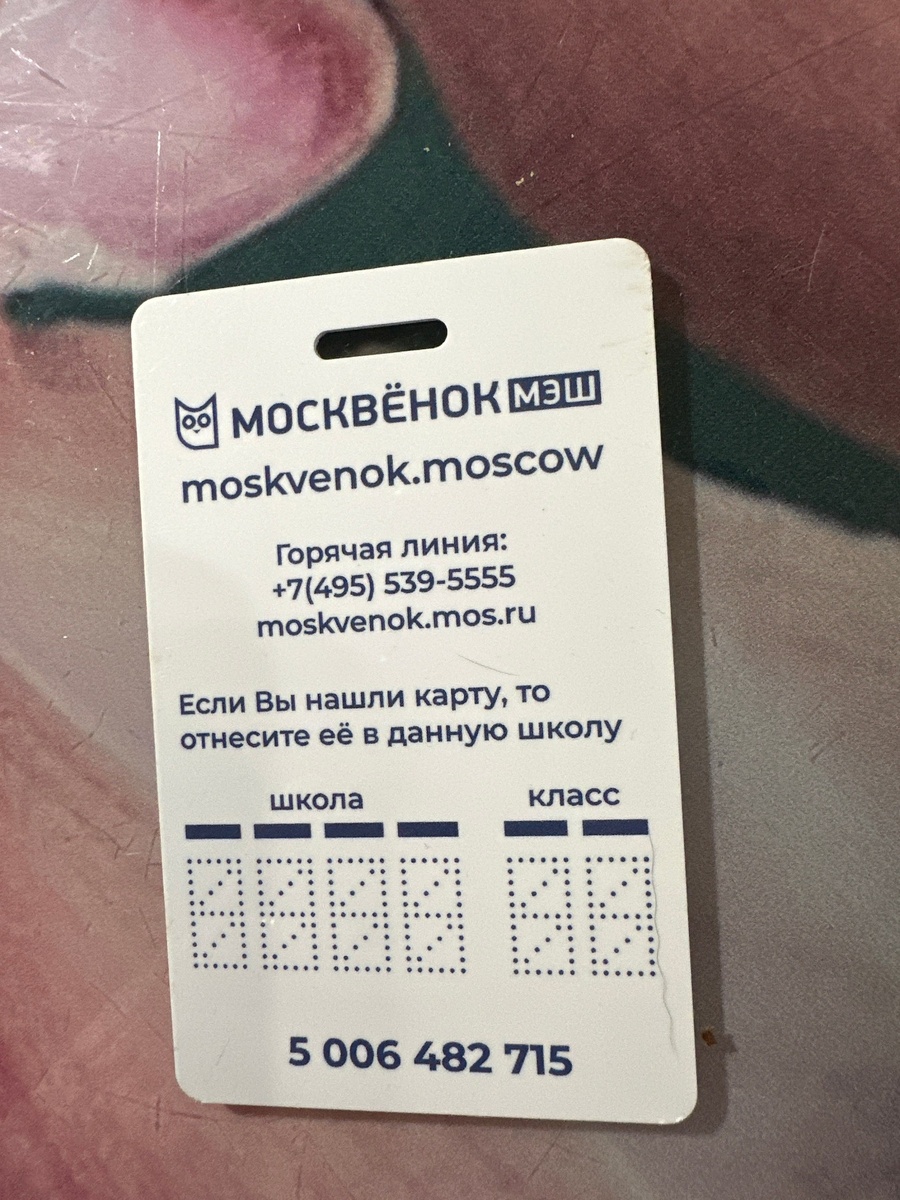 МОСКВЁНОК МЭШ
moskvenok.moscow
Горячая линия:
+7(495) 539-5555
moskvenok.mos.ru
Если Вы нашли карту, то
отнесите её в данную школу
школа класс
5 006 482 715